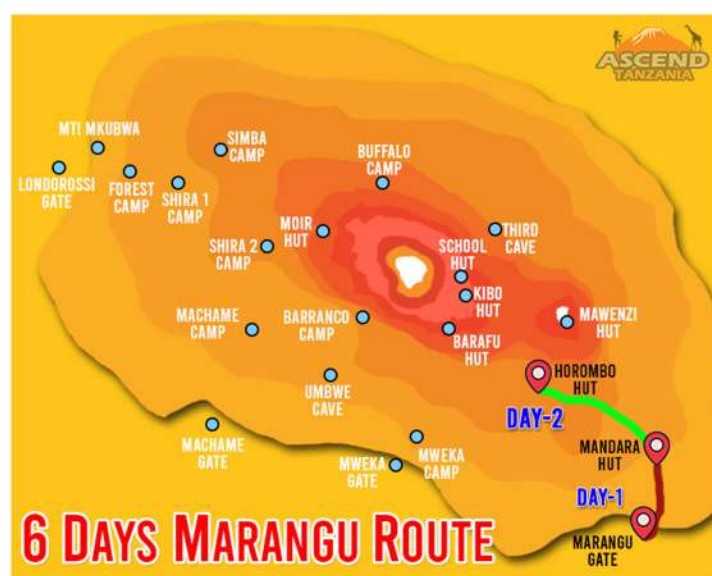 ASCEND
TANZANIA
MTI MKUBWA
LONDOROSSI
GATE
FOREST
CAMP
SHIRA 1
CAMP
SIMBA
CAMP
BUFFALO
CAMP
MOIR
HUT
SHIRA 2
CAMP
THIRD
CAVE
SCHOOL
HUT
KIBO
HUT
MACHAME
CAMP
BARRANCO
CAMP
BARAFU
HUT
MAWENZI
HUT
UMBWE
CAVE
HOROMBO
HUT
DAY-2
MACHAME
GATE
MWEKA
CAMP
MWEKA
GATE
MANDARA
HUT
DAY-1
MARANGU
GATE
6 DAYS MARANGU ROUTE